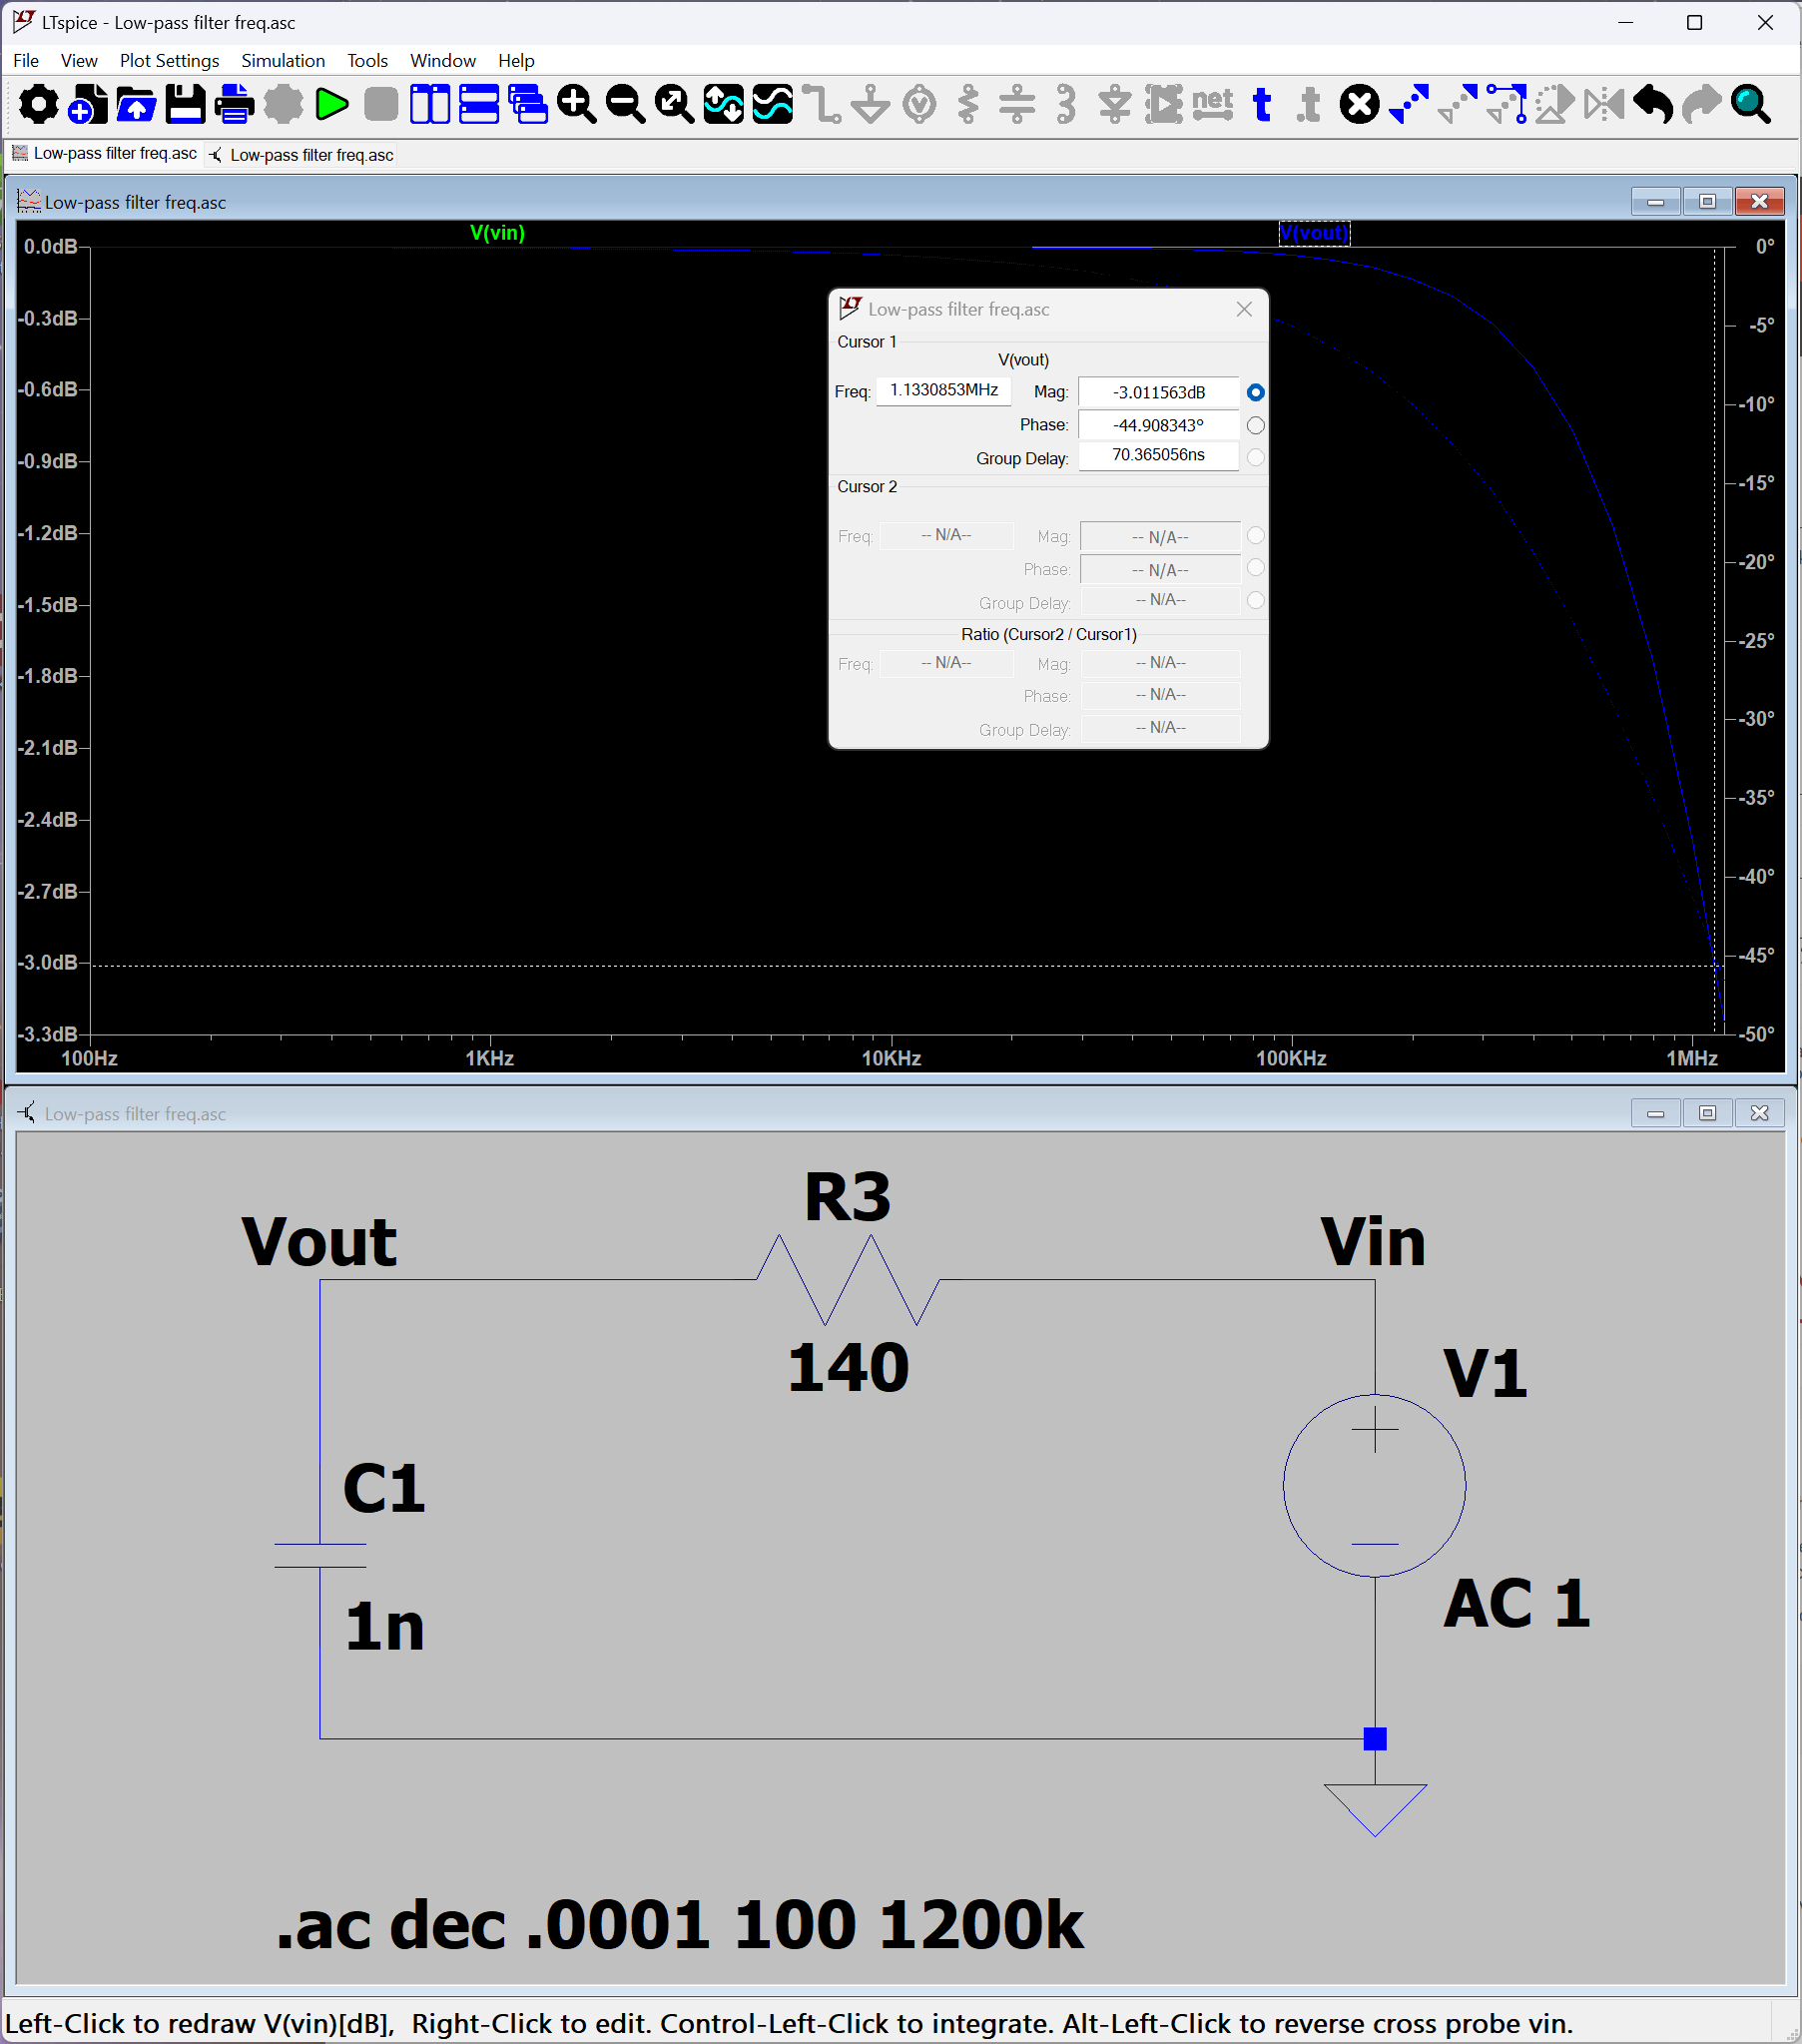 LTspice - Low-pass filter freq.asc
File View Plot Settings Simulation Tools Window Help
net t .t
Low-pass filter freq.asc Low-pass filter freq.asc
Low-pass filter freq.asc
V(vin) V(vout)
0.0dB 0°
-0.3dB -5°
-0.6dB -10°
-0.9dB -15°
-1.2dB -20°
-1.5dB -25°
-1.8dB -30°
-2.1dB -35°
-2.4dB -40°
-2.7dB -45°
-3.0dB -50°
-3.3dB
100Hz 1KHz 10KHz 100KHz 1MHz
Low-pass filter freq.asc
Cursor 1
V(vout)
Freq: 1.1330853MHz Mag: -3.011563dB
Phase: -44.908343°
Group Delay: 70.365056ns
Cursor 2
Freq: -- N/A-- Mag: -- N/A--
Phase: -- N/A--
Group Delay: -- N/A--
Ratio (Cursor2 / Cursor1)
Freq: -- N/A-- Mag: -- N/A--
Phase: -- N/A--
Group Delay: -- N/A--
Low-pass filter freq.asc
R3
Vout Vin
140
V1
C1
1n
AC 1
.ac dec .0001 100 1200k
Left-Click to redraw V(vin)[dB], Right-Click to edit. Control-Left-Click to integrate. Alt-Left-Click to reverse cross probe vin.